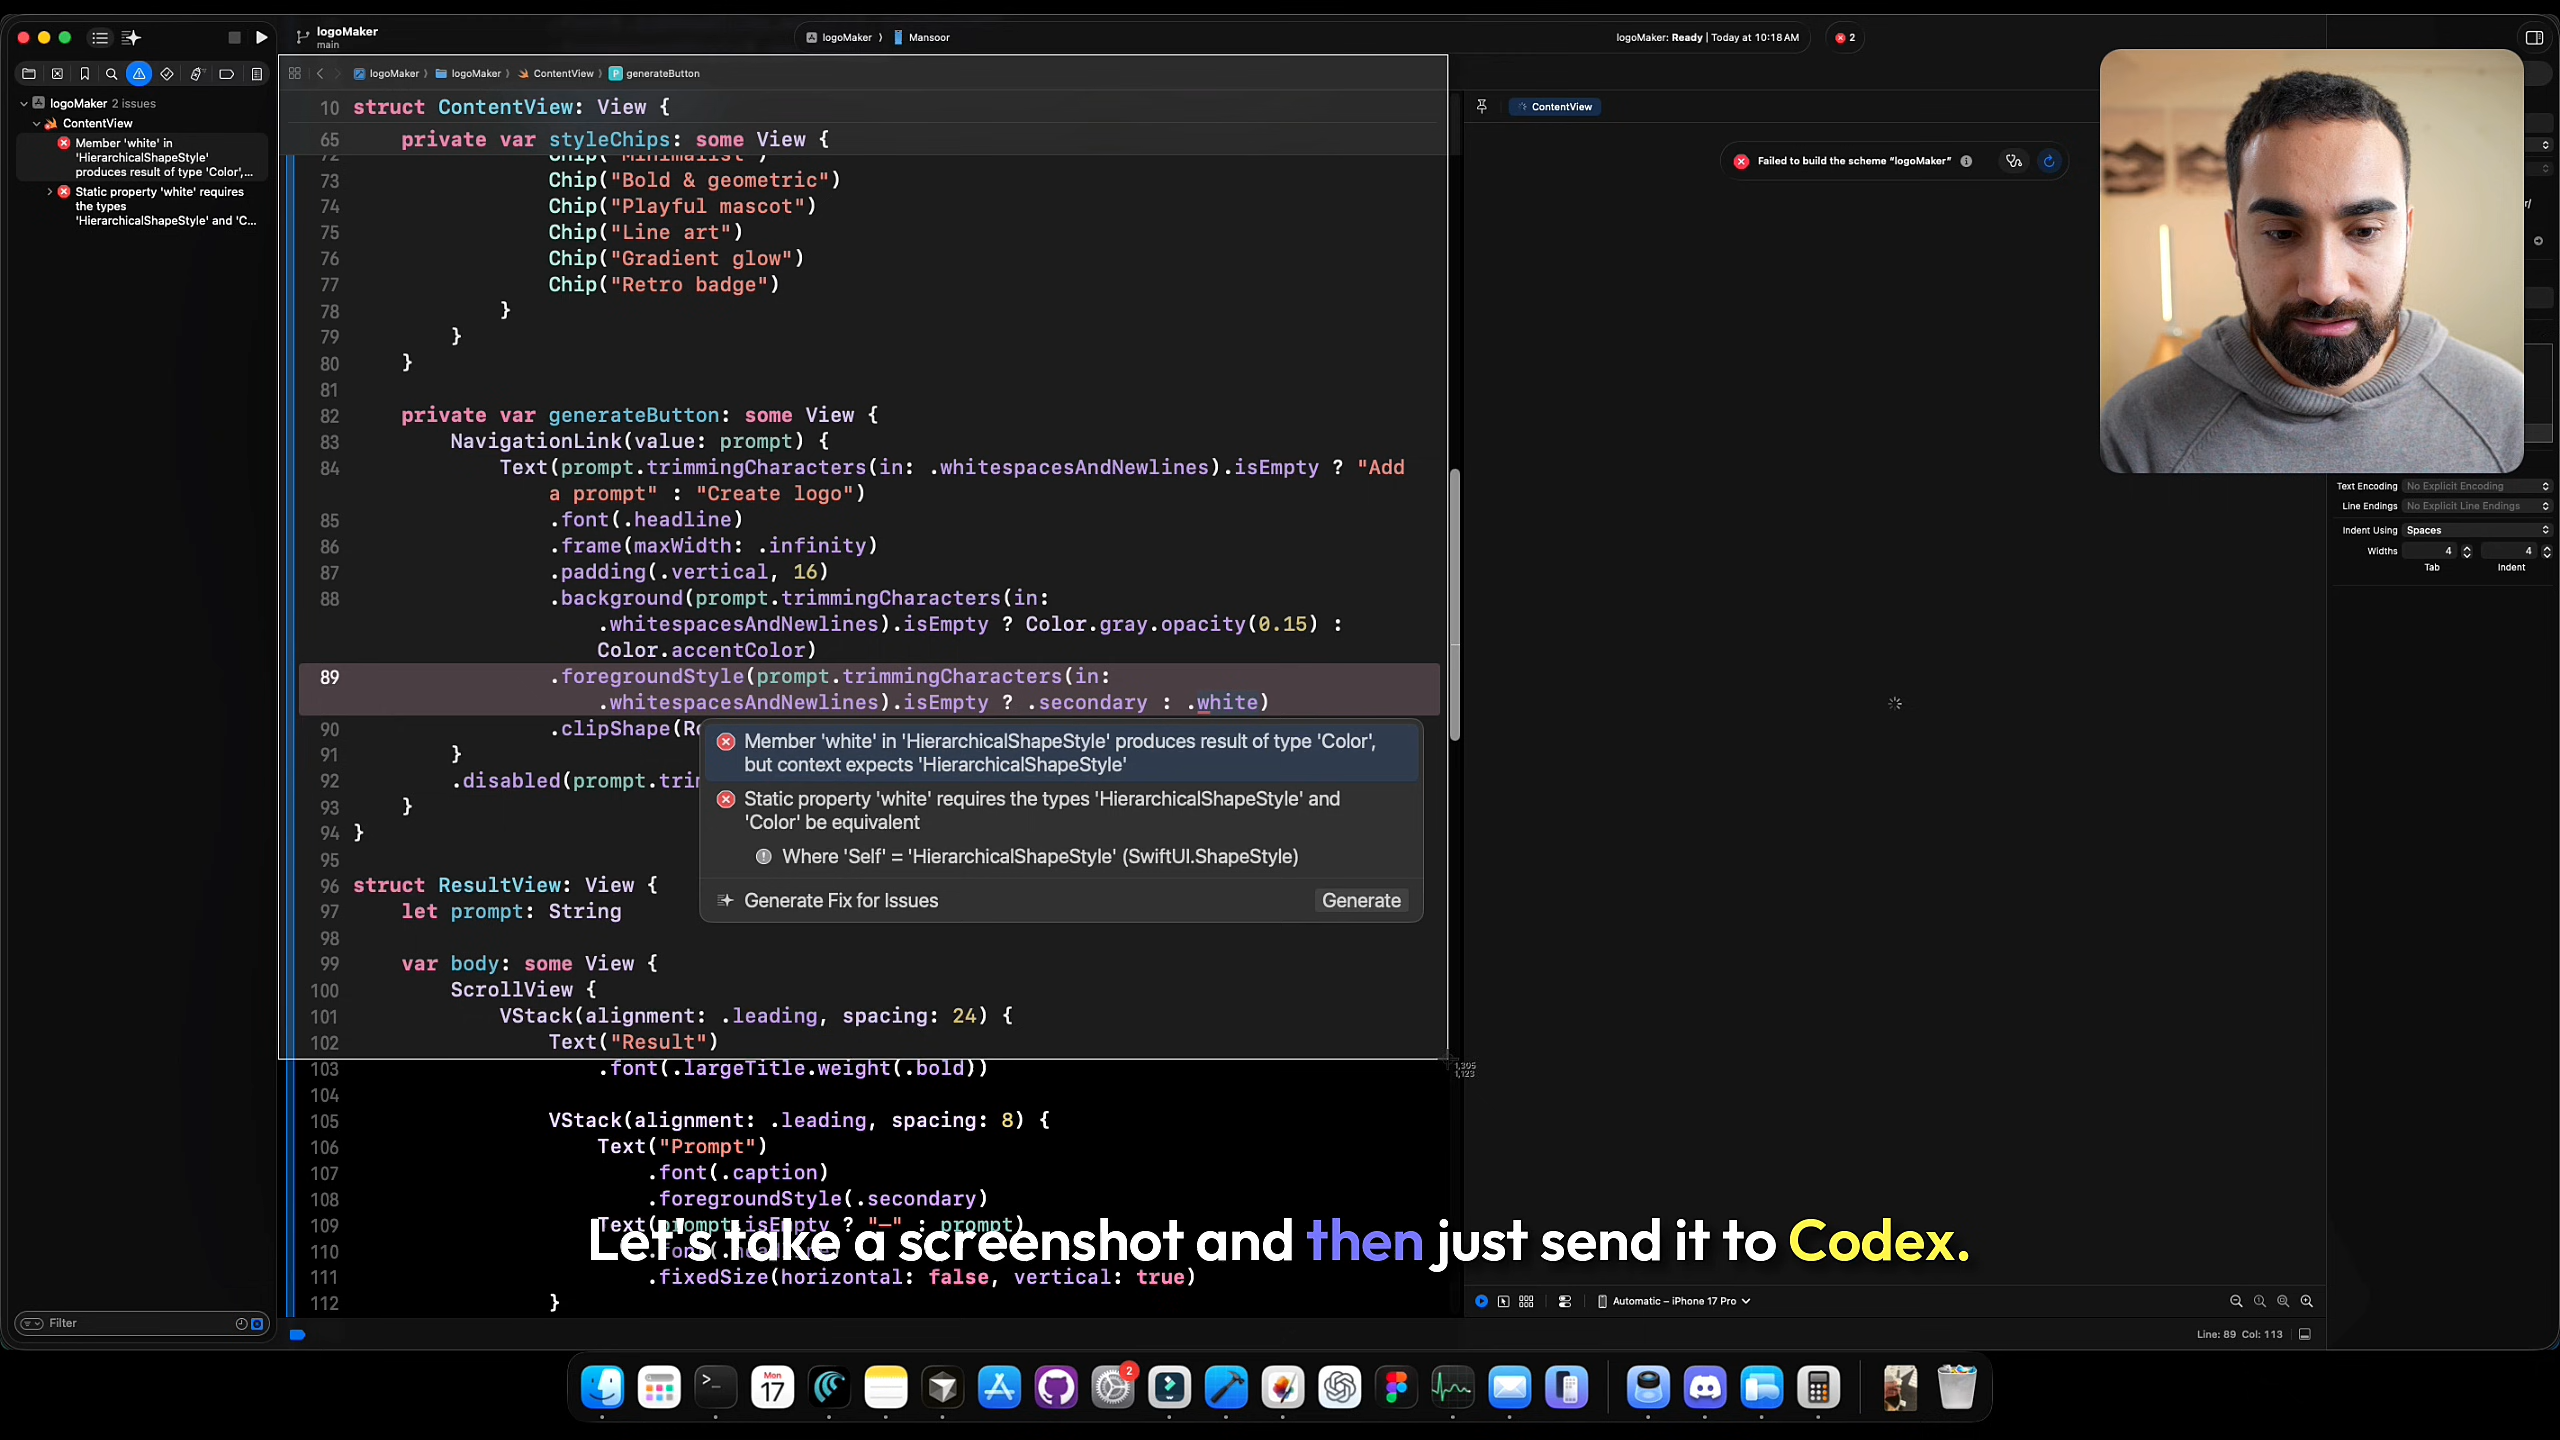 logoMaker
main
logoMaker
Mansoor
logoMaker: Ready | Today at 10:18 AM
2
logoMaker 2 issues
ContentView
Member 'white' in
'HierarchicalShapeStyle'
produces result of type 'Color',...
Static property 'white' requires
the types
'HierarchicalShapeStyle' and 'C...
logoMaker
logoMaker
ContentView
generateButton
10 struct ContentView: View {
65 private var styleChips: some View {
73 Chip("Bold & geometric")
74 Chip("Playful mascot")
75 Chip("Line art")
76 Chip("Gradient glow")
77 Chip("Retro badge")
78 }
79 }
80 }
81
82 private var generateButton: some View {
83 NavigationLink(value: prompt) {
84 Text(prompt.trimmingCharacters(in: .whitespacesAndNewlines).isEmpty ? "Add
a prompt" : "Create logo")
85 .font(.headline)
86 .frame(maxWidth: .infinity)
87 .padding(.vertical, 16)
88 .background(prompt.trimmingCharacters(in:
.whitespacesAndNewlines).isEmpty ? Color.gray.opacity(0.15) :
Color.accentColor)
89 .foregroundStyle(prompt.trimmingCharacters(in:
.whitespacesAndNewlines).isEmpty ? .secondary : .white)
90 .clipShape(
91 }
92 .disabled(prompt.
93 }
94 }
95
Member 'white' in 'HierarchicalShapeStyle' produces result of type 'Color',
but context expects 'HierarchicalShapeStyle'
Static property 'white' requires the types 'HierarchicalShapeStyle' and
'Color' be equivalent
Where 'Self' = 'HierarchicalShapeStyle' (SwiftUI.ShapeStyle)
Generate Fix for Issues
Generate
96 struct ResultView: View {
97 let prompt: String
98
99 var body: some View {
100 ScrollView {
101 VStack(alignment: .leading, spacing: 24) {
102 Text("Result")
103 .font(.largeTitle.weight(.bold))
104
105 VStack(alignment: .leading, spacing: 8) {
106 Text("Prompt")
107 .font(.caption)
108 .foregroundStyle(.secondary)
109 Text(prompt.isEmpty ? "—" : prompt)
110
111 .fixedSize(horizontal: false, vertical: true)
112 }
1,305
1,123
Let's take a screenshot and then just send it to Codex.
ContentView
Failed to build the scheme "logoMaker"
Text Encoding No Explicit Encoding
Line Endings No Explicit Line Endings
Indent Using Spaces
Widths 4 4
Tab Indent
Automatic – iPhone 17 Pro
Filter
Line: 89 Col: 113
Mon
17
2